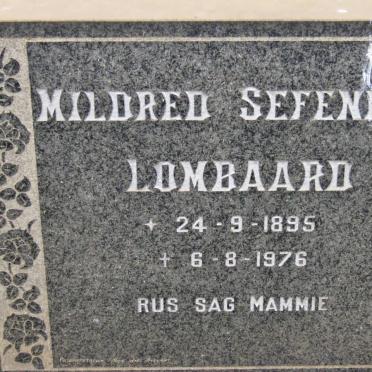 MILDRED
LOMBAARD
24-9-1895
6-8-1976
RUS SAG MAMMIE